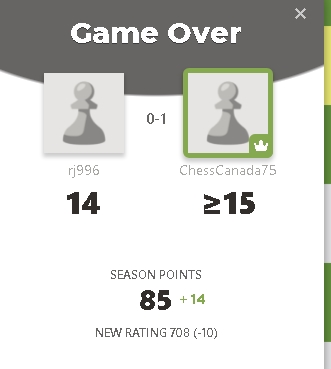 Game Over
0-1
rj996 ChessCanada75
14 ≥15
SEASON POINTS
85 +14
NEW RATING 708 (-10)